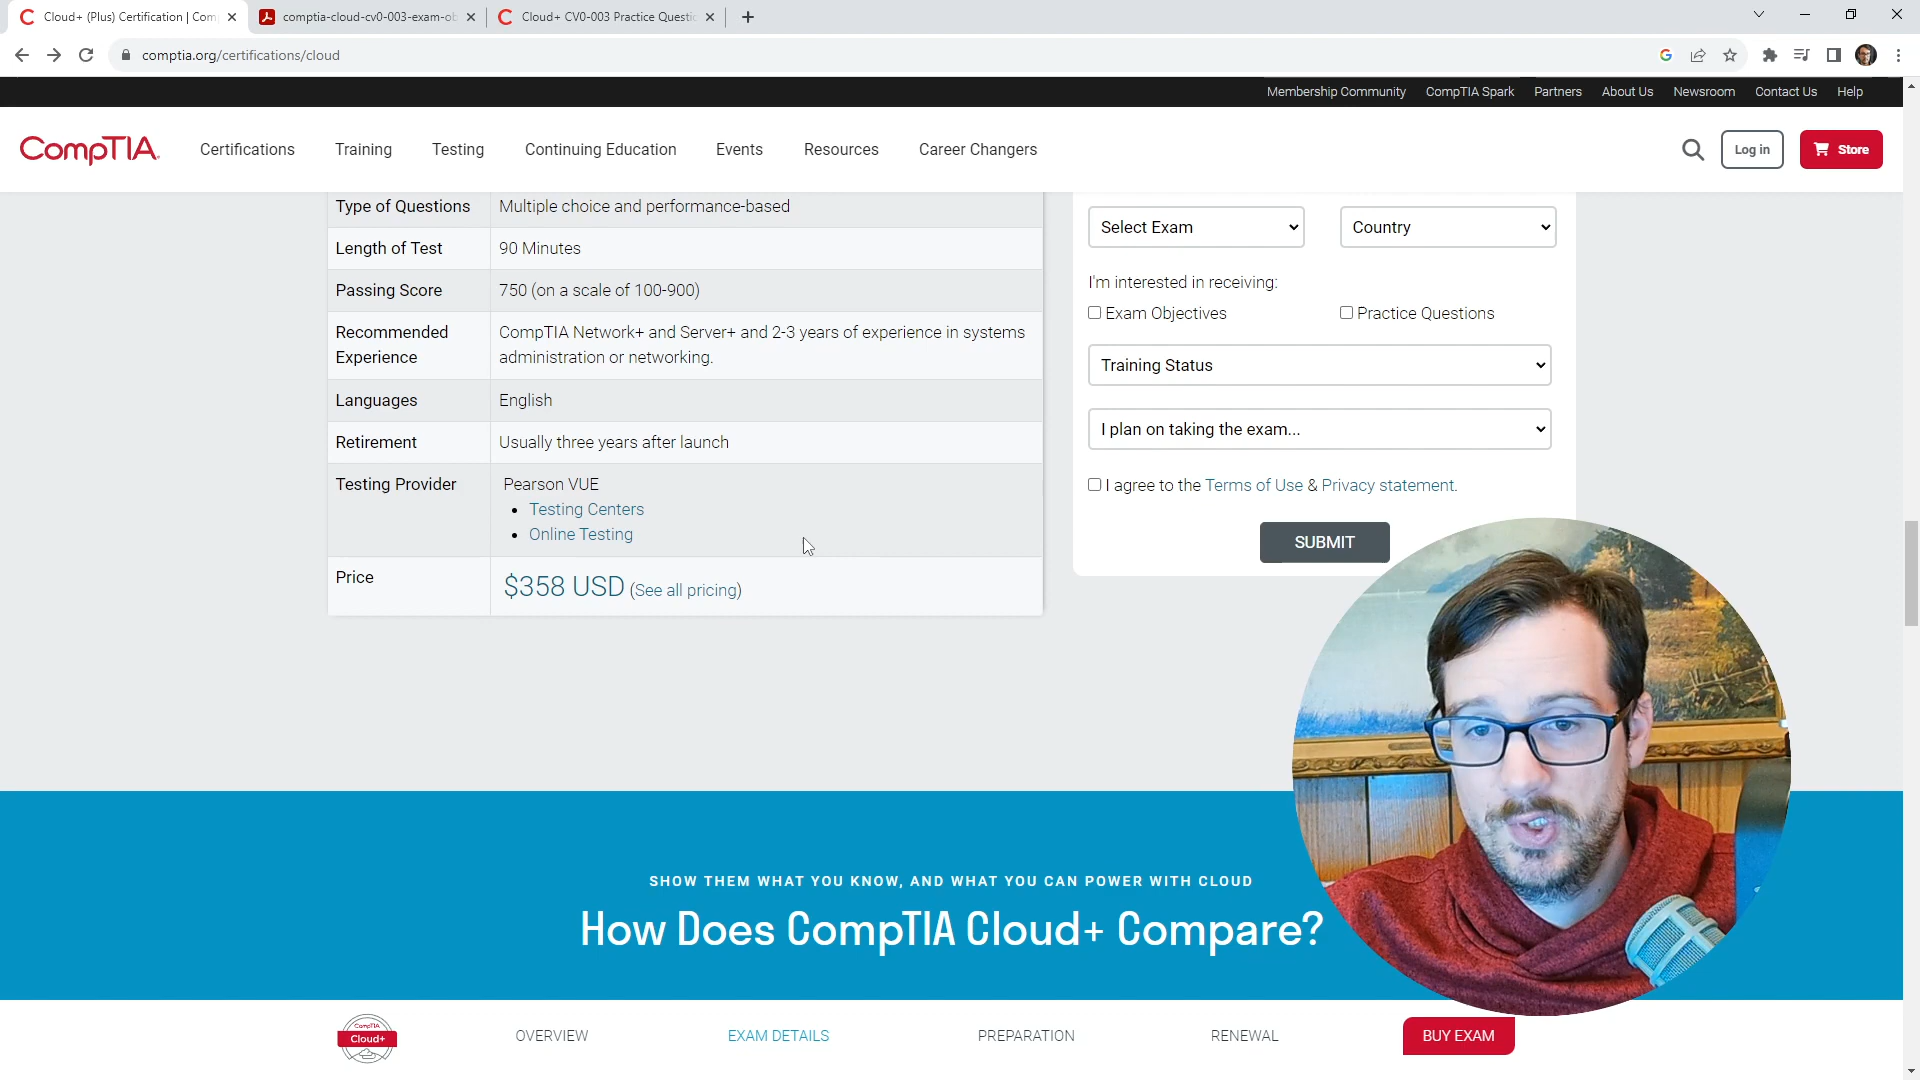 Cloud+ (Plus) Certification | Com
comptia-cloud-cv0-003-exam-ob
Cloud+ CV0-003 Practice Questi
comptia.org/certifications/cloud
Membership Community
CompTIA Spark
Partners
About Us
Newsroom
Contact Us
Help
CompTIA.
Certifications
Training
Testing
Continuing Education
Events
Resources
Career Changers
Log in
Store
Type of Questions
Multiple choice and performance-based
Length of Test
90 Minutes
Passing Score
750 (on a scale of 100-900)
Recommended
Experience
CompTIA Network+ and Server+ and 2-3 years of experience in systems
administration or networking.
Languages
English
Retirement
Usually three years after launch
Testing Provider
Pearson VUE
• Testing Centers
• Online Testing
Price
$358 USD (See all pricing)
Select Exam
Country
I'm interested in receiving:
Exam Objectives
Practice Questions
Training Status
I plan on taking the exam...
I agree to the Terms of Use & Privacy statement.
SUBMIT
SHOW THEM WHAT YOU KNOW, AND WHAT YOU CAN POWER WITH CLOUD
How Does CompTIA Cloud+ Compare?
CompTIA
Cloud+
OVERVIEW
EXAM DETAILS
PREPARATION
RENEWAL
BUY EXAM